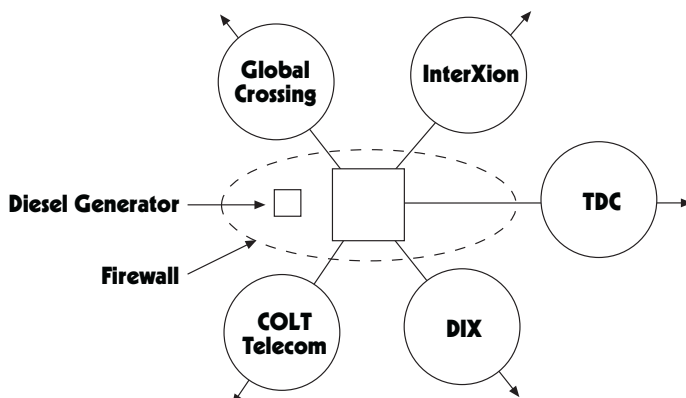 Global
Crossing
InterXion
Diesel Generator
TDC
Firewall
COLT
Telecom
DIX